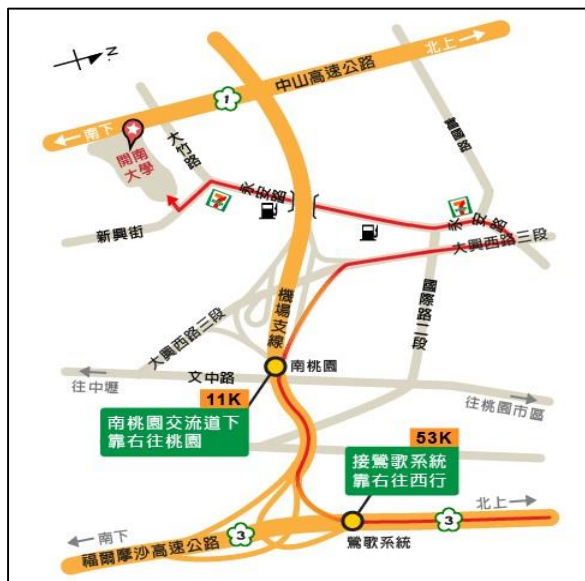 N
北上
中山高速公路
1
南下
開南
大學
大竹路
寶國路
永安路
7
7
永安路
新興街
大興西路三段
機場支線
大興西路三段
國際路二段
南桃園
文中路
往中壢
往桃園市區
11K
南桃園交流道下
靠右往桃園
53K
接鶯歌系統
靠右往西行
北上
3
南下
3
福爾摩沙高速公路
鶯歌系統